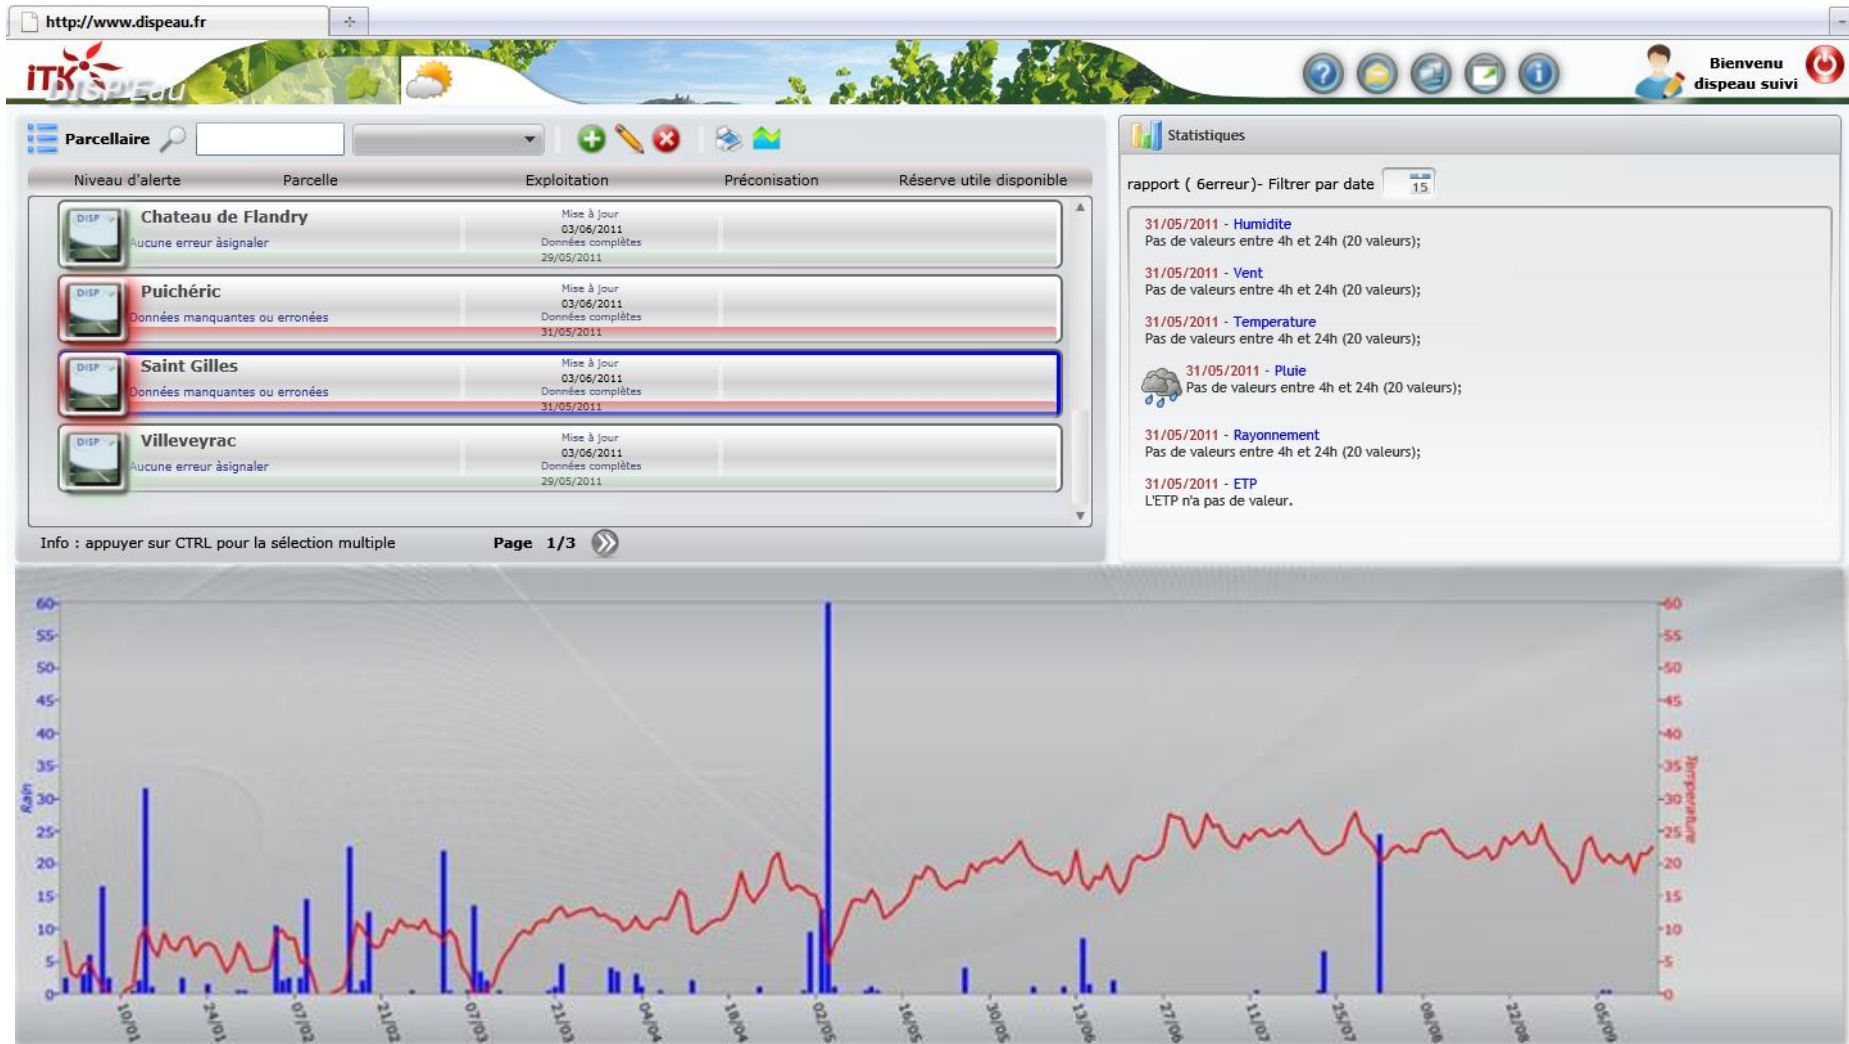 http://www.dispeau.fr
iTK
DISP'Eau
Bienvenu
dispeau suivi
Parcellaire
Statistiques
Niveau d'alerte Parcelle Exploitation Préconisation Réserve utile disponible
rapport ( 6erreur)- Filtrer par date 15
DISP Chateau de Flandry
Aucune erreur àsignaler
Mise à jour
03/06/2011
Données complètes
29/05/2011
DISP Puichéric
Données manquantes ou erronées
Mise à jour
03/06/2011
Données complètes
31/05/2011
DISP Saint Gilles
Données manquantes ou erronées
Mise à jour
03/06/2011
Données complètes
31/05/2011
DISP Villeveyrac
Aucune erreur àsignaler
Mise à jour
03/06/2011
Données complètes
29/05/2011
Info : appuyer sur CTRL pour la sélection multiple Page 1/3
31/05/2011 - Humidite
Pas de valeurs entre 4h et 24h (20 valeurs);
31/05/2011 - Vent
Pas de valeurs entre 4h et 24h (20 valeurs);
31/05/2011 - Temperature
Pas de valeurs entre 4h et 24h (20 valeurs);
31/05/2011 - Pluie
Pas de valeurs entre 4h et 24h (20 valeurs);
31/05/2011 - Rayonnement
Pas de valeurs entre 4h et 24h (20 valeurs);
31/05/2011 - ETP
L'ETP n'a pas de valeur.
60 60
55 55
50 50
45 45
40 40
35 35
30 30
25 25
20 20
15 15
10 10
5 5
0 0
Rain
Temperature
10/01 24/01 07/02 21/02 07/03 21/03 04/04 18/04 02/05 16/05 30/05 13/06 27/06 11/07 25/07 08/08 22/08 05/09